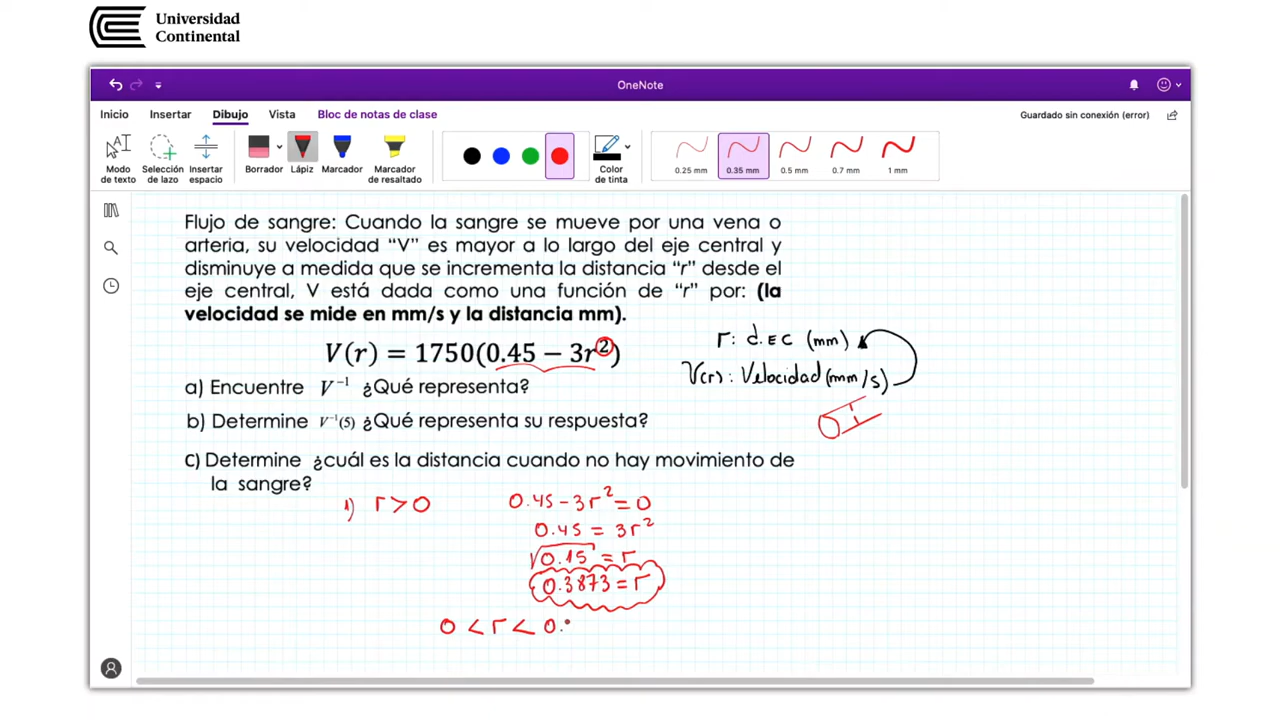 Universidad
Continental
OneNote
Inicio Insertar Dibujo Vista Bloc de notas de clase
Guardado sin conexión (error)
Modo de texto
Selección de lazo
Insertar espacio
Borrador
Lápiz
Marcador
Marcador de resaltado
Color de tinta
0.25 mm 0.35 mm 0.5 mm 0.7 mm 1 mm
Flujo de sangre: Cuando la sangre se mueve por una vena o
arteria, su velocidad “V” es mayor a lo largo del eje central y
disminuye a medida que se incrementa la distancia “r” desde el
eje central, V está dada como una función de “r” por: (la
velocidad se mide en mm/s y la distancia mm).
V(r) = 1750(0.45 − 3r²)
r: d.EC (mm)
V(r): Velocidad (mm/s)
a) Encuentre V⁻¹ ¿Qué representa?
b) Determine V⁻¹(5) ¿Qué representa su respuesta?
c) Determine ¿cuál es la distancia cuando no hay movimiento de
la sangre?
1) r > 0
0.45 − 3r² = 0
0.45 = 3r²
√0.15 = r
0.3873 = r
0 < r < 0.